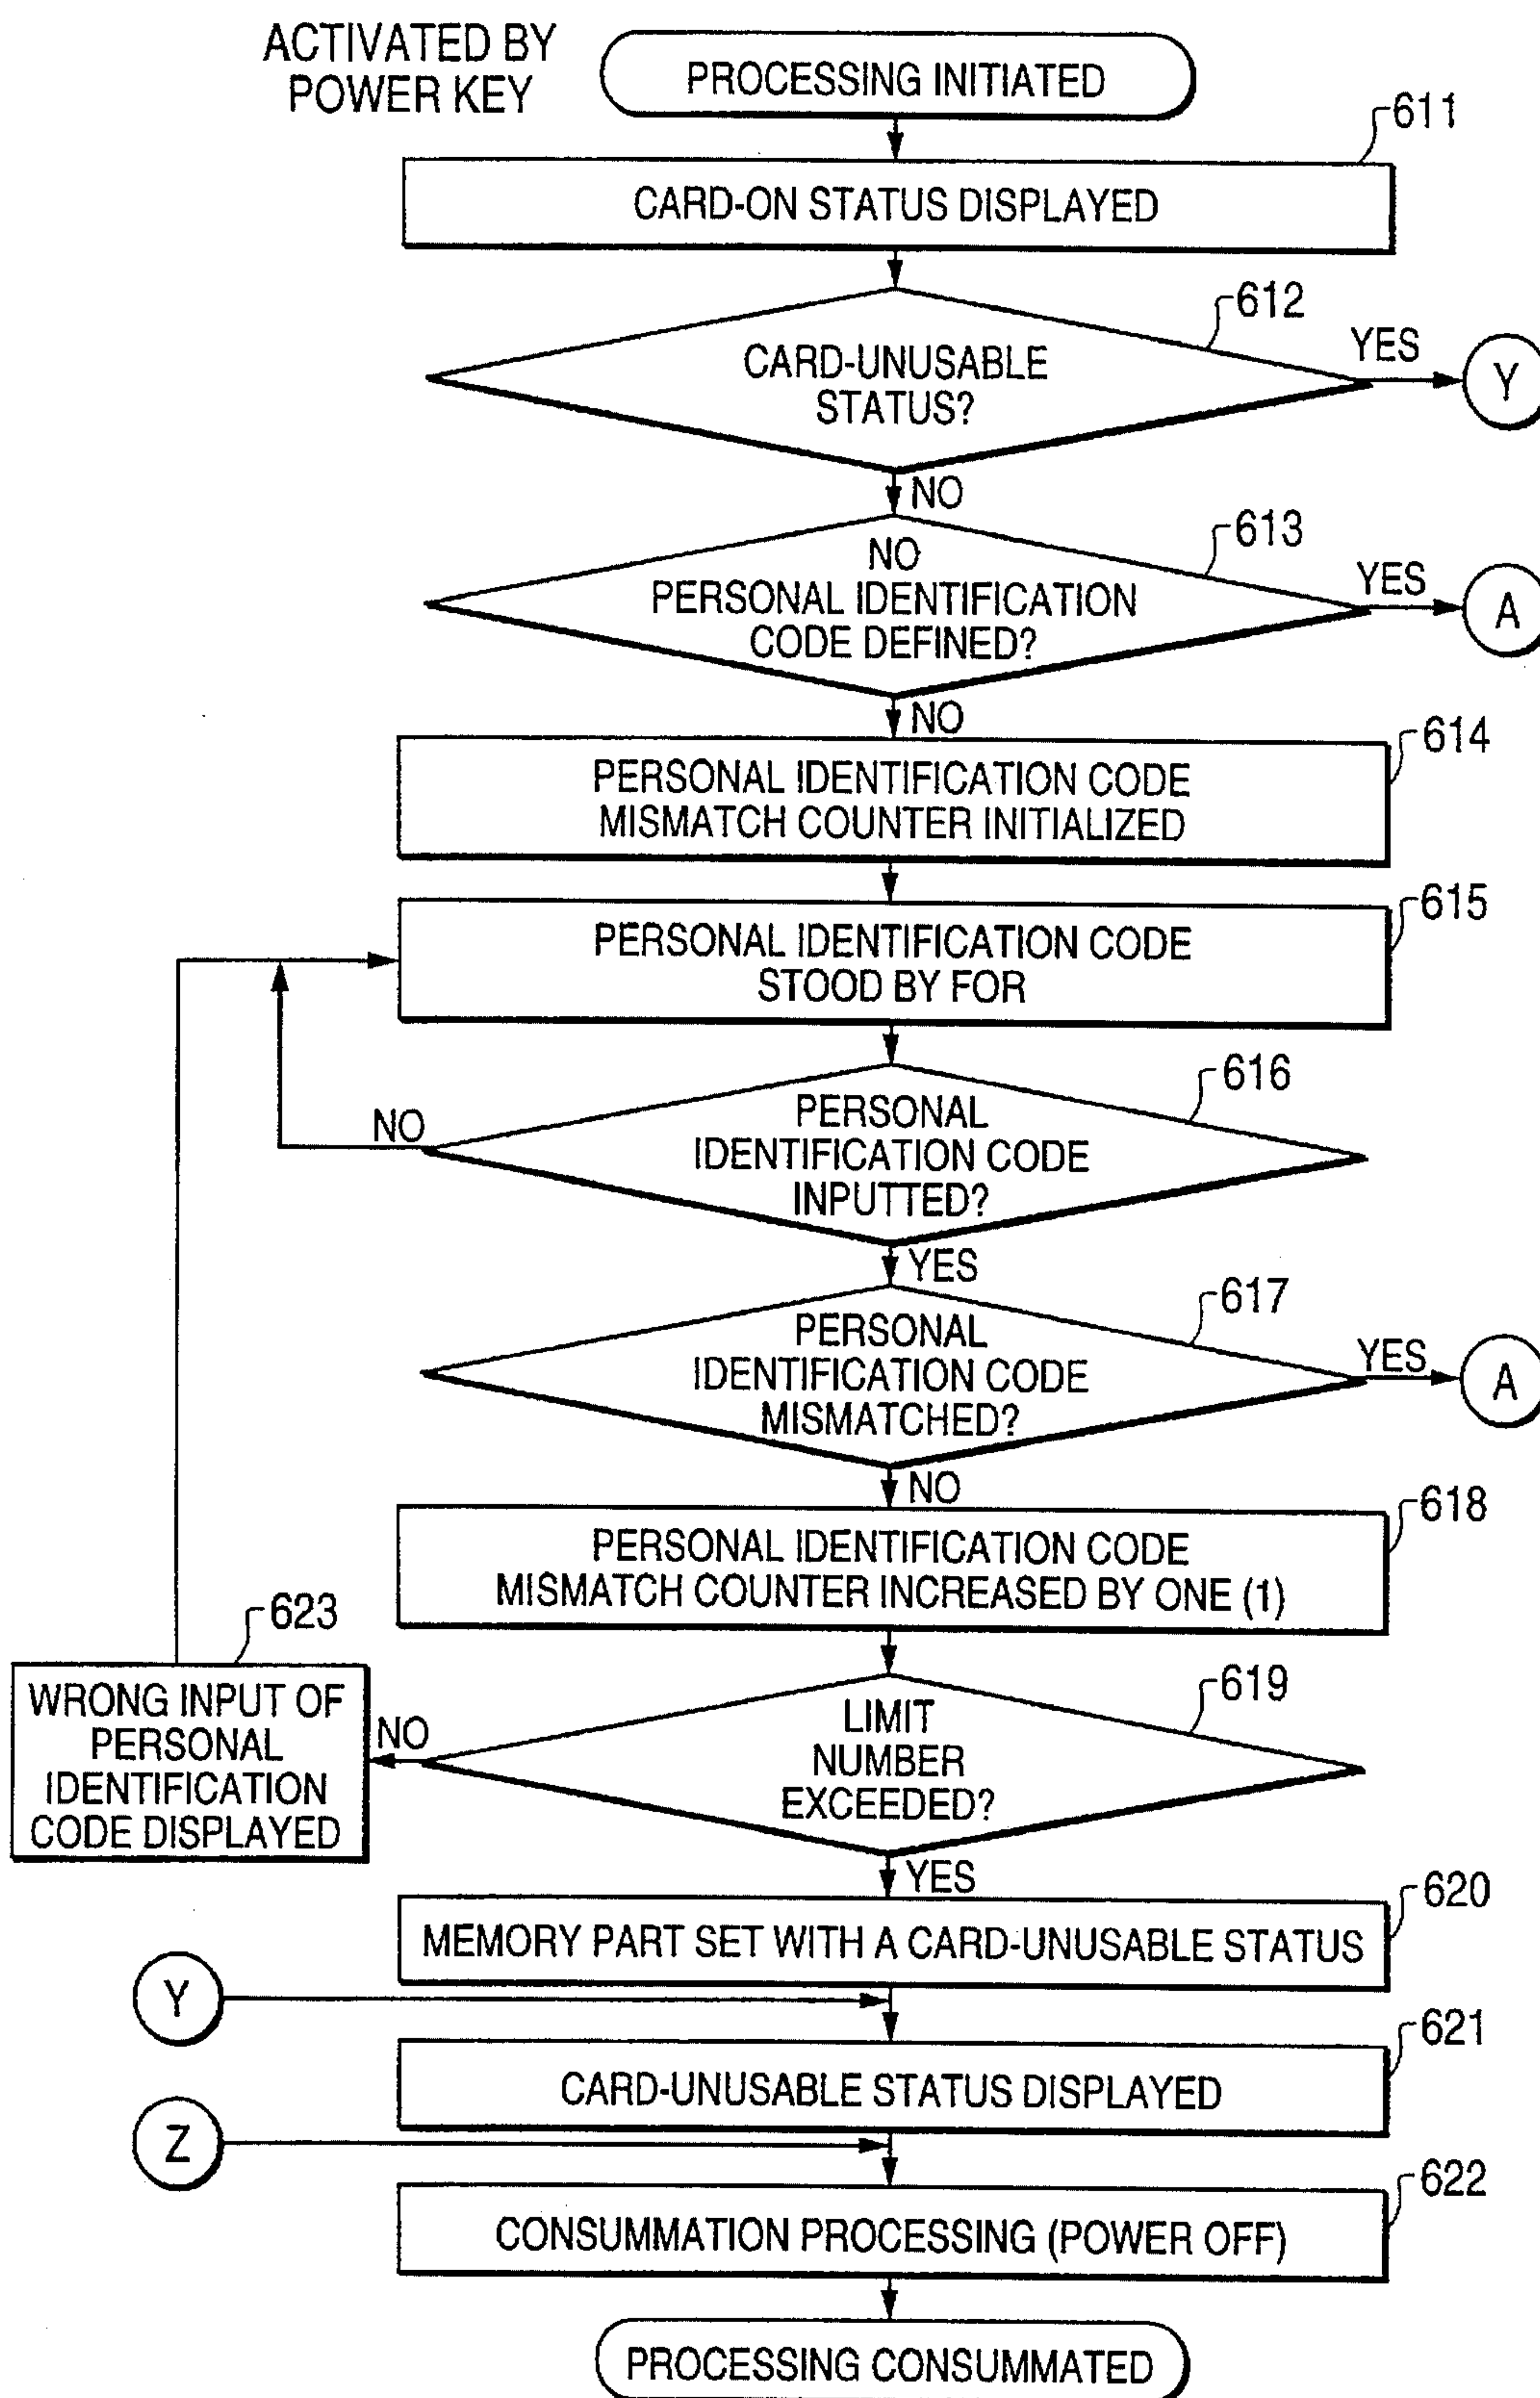 ACTIVATED BY
POWER KEY
PROCESSING INITIATED
611
CARD-ON STATUS DISPLAYED
612
CARD-UNUSABLE
STATUS?
YES
Y
NO
613
NO
PERSONAL IDENTIFICATION
CODE DEFINED?
YES
A
NO
614
PERSONAL IDENTIFICATION CODE
MISMATCH COUNTER INITIALIZED
615
PERSONAL IDENTIFICATION CODE
STOOD BY FOR
616
PERSONAL
IDENTIFICATION CODE
INPUTTED?
NO
YES
617
PERSONAL
IDENTIFICATION CODE
MISMATCHED?
YES
A
NO
618
PERSONAL IDENTIFICATION CODE
MISMATCH COUNTER INCREASED BY ONE (1)
623
WRONG INPUT OF
PERSONAL
IDENTIFICATION
CODE DISPLAYED
NO
619
LIMIT
NUMBER
EXCEEDED?
YES
620
MEMORY PART SET WITH A CARD-UNUSABLE STATUS
Y
621
CARD-UNUSABLE STATUS DISPLAYED
Z
622
CONSUMMATION PROCESSING (POWER OFF)
PROCESSING CONSUMMATED